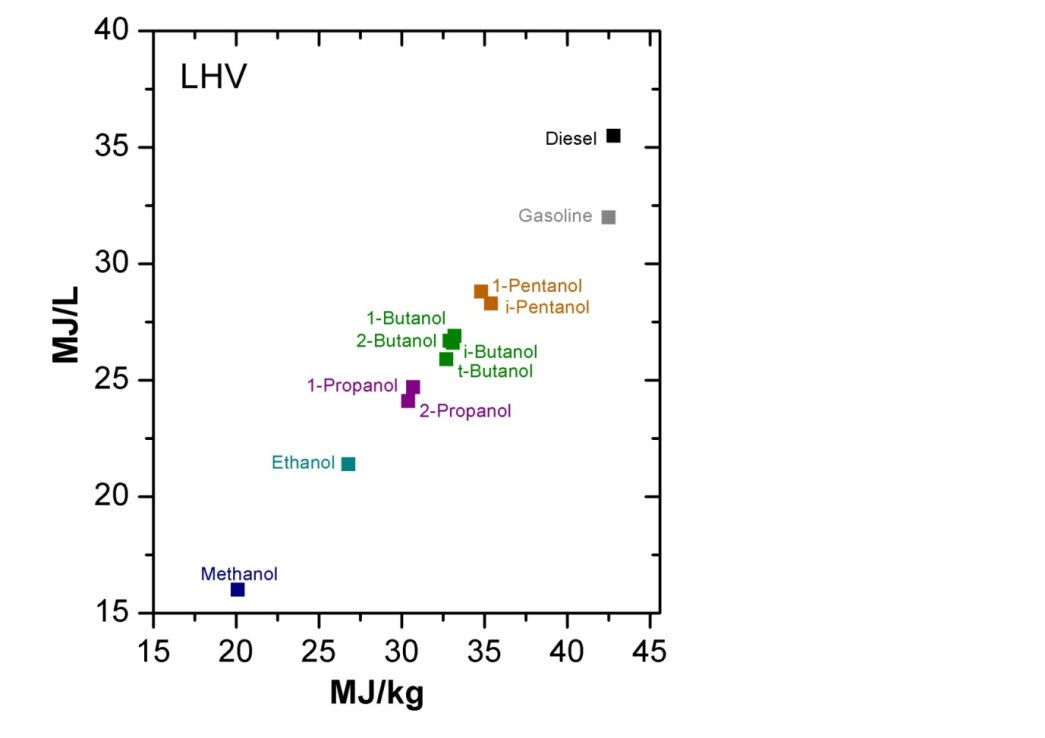 40
LHV
Diesel
35
Gasoline
30
1-Pentanol
i-Pentanol
1-Butanol
2-Butanol
i-Butanol
t-Butanol
25
1-Propanol
2-Propanol
Ethanol
20
Methanol
15
15 20 25 30 35 40 45
MJ/L
MJ/kg